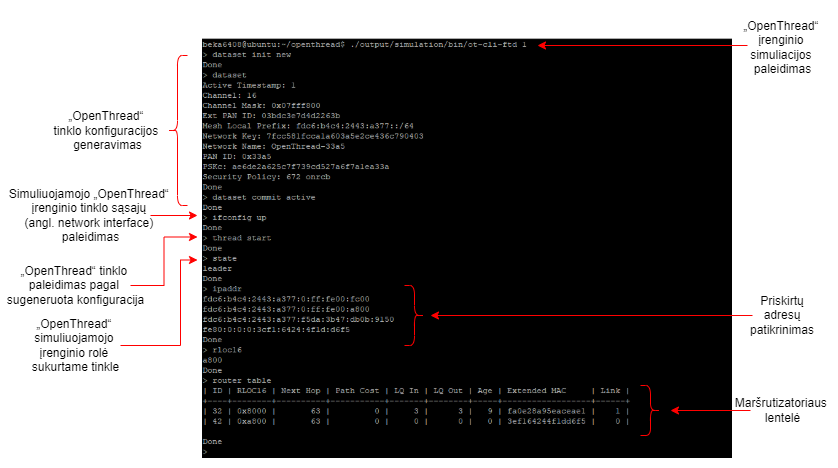 „OpenThread“
įrenginio
simuliacijos
paleidimas
beka6408@ubuntu:~/openthread$ ./output/simulation/bin/ot-cli-ftd 1
> dataset init new
Done
> dataset
Active Timestamp: 1
Channel: 16
Channel Mask: 0x07fff800
Ext PAN ID: 03bdc3e7d4d2263b
Mesh Local Prefix: fdc6:b4c4:2443:a377::/64
Network Key: 7fcc581fcca1a603a5e2ce436c790403
Network Name: OpenThread-33a5
PAN ID: 0x33a5
PSKc: ae6de2a625c7f739cd527a6f7a1ea33a
Security Policy: 672 onrcb
Done
> dataset commit active
Done
> ifconfig up
Done
> thread start
Done
> state
leader
Done
> ipaddr
fdc6:b4c4:2443:a377:0:ff:fe00:fc00
fdc6:b4c4:2443:a377:0:ff:fe00:a800
fdc6:b4c4:2443:a377:f5da:3b47:db0b:9150
fe80:0:0:0:3cf1:6424:4f1d:d6f5
Done
> rloc16
a800
Done
> router table
| ID | RLOC16 | Next Hop | Path Cost | LQ In | LQ Out | Age | Extended MAC | Link |
| 32 | 0x8000 | 63 | 0 | 3 | 3 | 9 | fa0e28a95eaceae1 | 1 |
| 42 | 0xa800 | 63 | 0 | 0 | 0 | 0 | 3ef164244f1dd6f5 | 0 |
Done
>
„OpenThread“
tinklo konfiguracijos
generavimas
Simuliuojamojo „OpenThread“
įrenginio tinklo sąsajų
(angl. network interface)
paleidimas
„OpenThread“ tinklo
paleidimas pagal
sugeneruota konfiguracija
„OpenThread“
simuliuojamojo
įrenginio rolė
sukurtame tinkle
Priskirtų
adresų
patikrinimas
Maršrutizatoriaus
lentelė